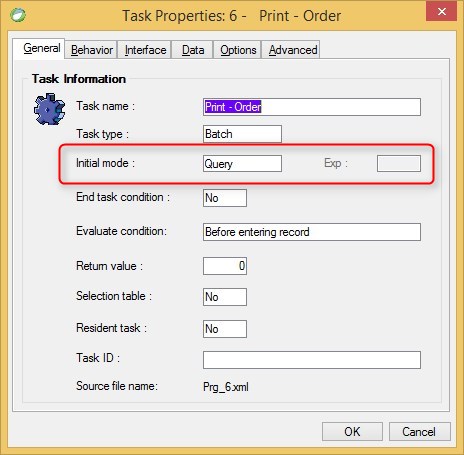 Task Properties: 6 - Print - Order
General Behavior Interface Data Options Advanced
Task Information
Task name : Print - Order
Task type : Batch
Initial mode : Query Exp :
End task condition : No
Evaluate condition: Before entering record
Return value : 0
Selection table : No
Resident task : No
Task ID :
Source file name: Prg_6.xml
OK Cancel